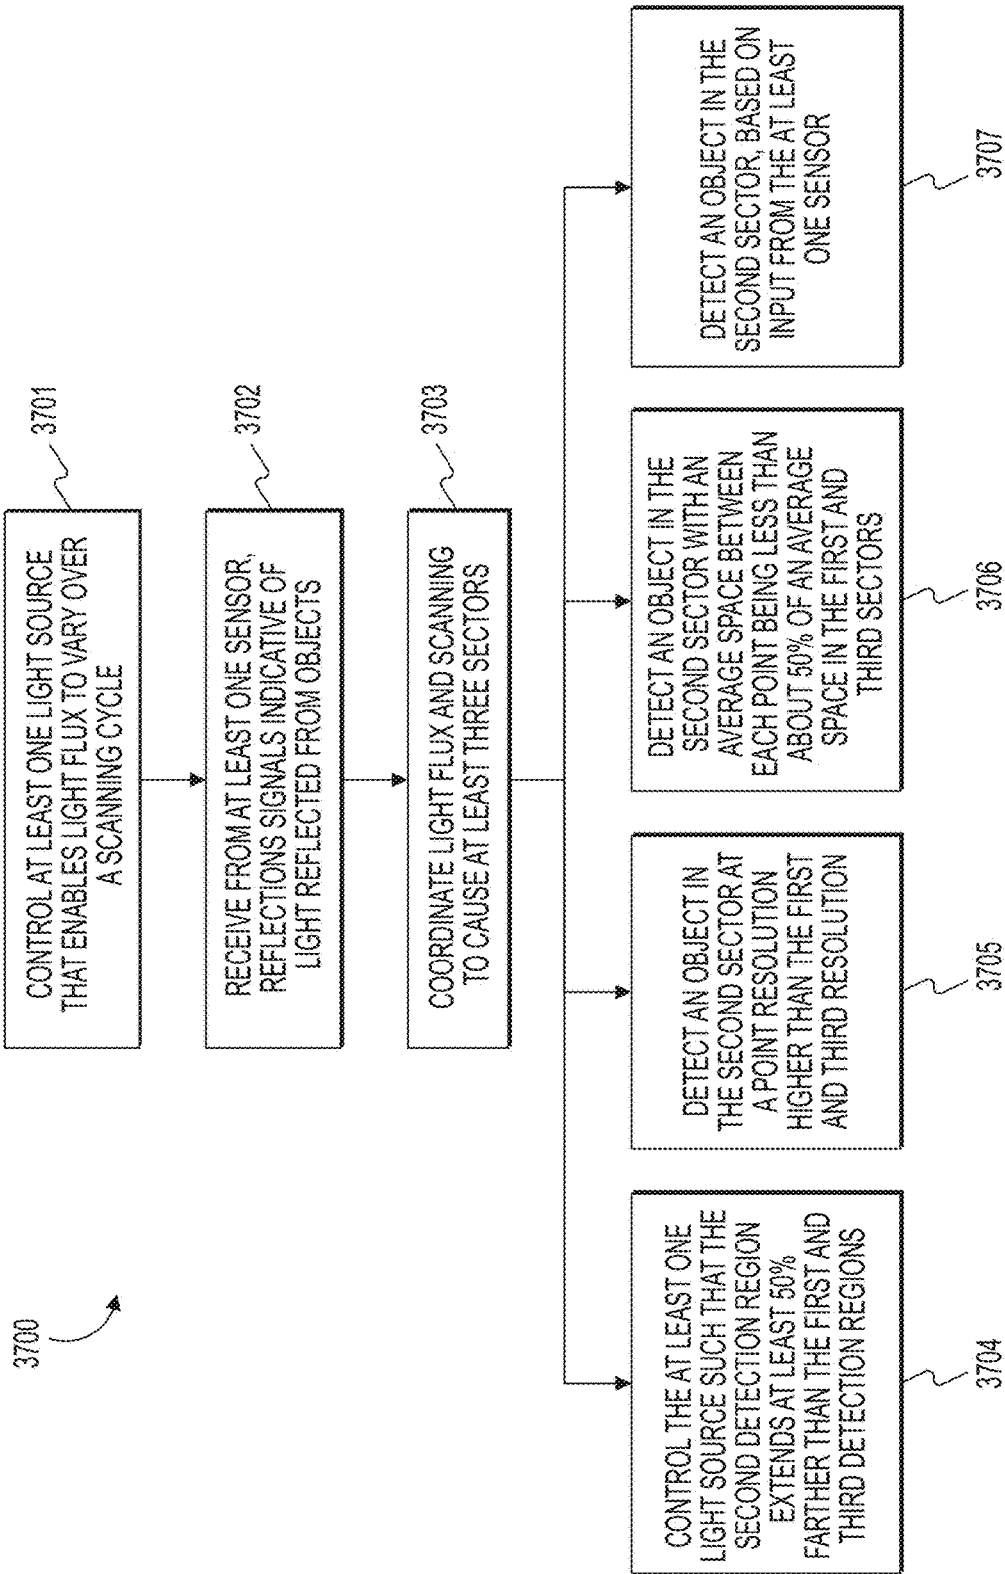 3700
CONTROL AT LEAST ONE LIGHT SOURCE
THAT ENABLES LIGHT FLUX TO VARY OVER
A SCANNING CYCLE
3701
RECEIVE FROM AT LEAST ONE SENSOR,
REFLECTIONS SIGNALS INDICATIVE OF
LIGHT REFLECTED FROM OBJECTS
3702
COORDINATE LIGHT FLUX AND SCANNING
TO CAUSE AT LEAST THREE SECTORS
3703
CONTROL THE AT LEAST ONE
LIGHT SOURCE SUCH THAT THE
SECOND DETECTION REGION
EXTENDS AT LEAST 50%
FARTHER THAN THE FIRST AND
THIRD DETECTION REGIONS
3704
DETECT AN OBJECT IN
THE SECOND SECTOR AT
A POINT RESOLUTION
HIGHER THAN THE FIRST
AND THIRD RESOLUTION
3705
DETECT AN OBJECT IN THE
SECOND SECTOR WITH AN
AVERAGE SPACE BETWEEN
EACH POINT BEING LESS THAN
ABOUT 50% OF AN AVERAGE
SPACE IN THE FIRST AND
THIRD SECTORS
3706
DETECT AN OBJECT IN THE
SECOND SECTOR, BASED ON
INPUT FROM THE AT LEAST
ONE SENSOR
3707